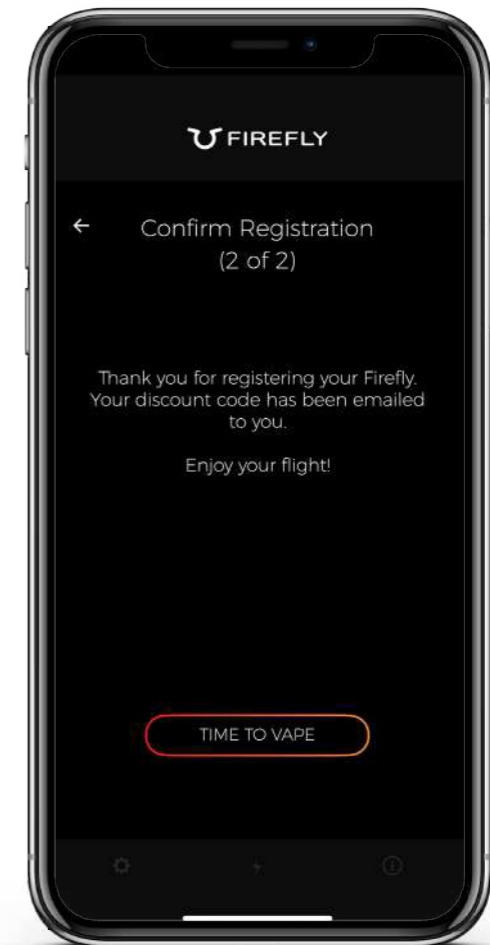 FIREFLY
Confirm Registration
(2 of 2)
Thank you for registering your Firefly.
Your discount code has been emailed
to you.
Enjoy your flight!
TIME TO VAPE